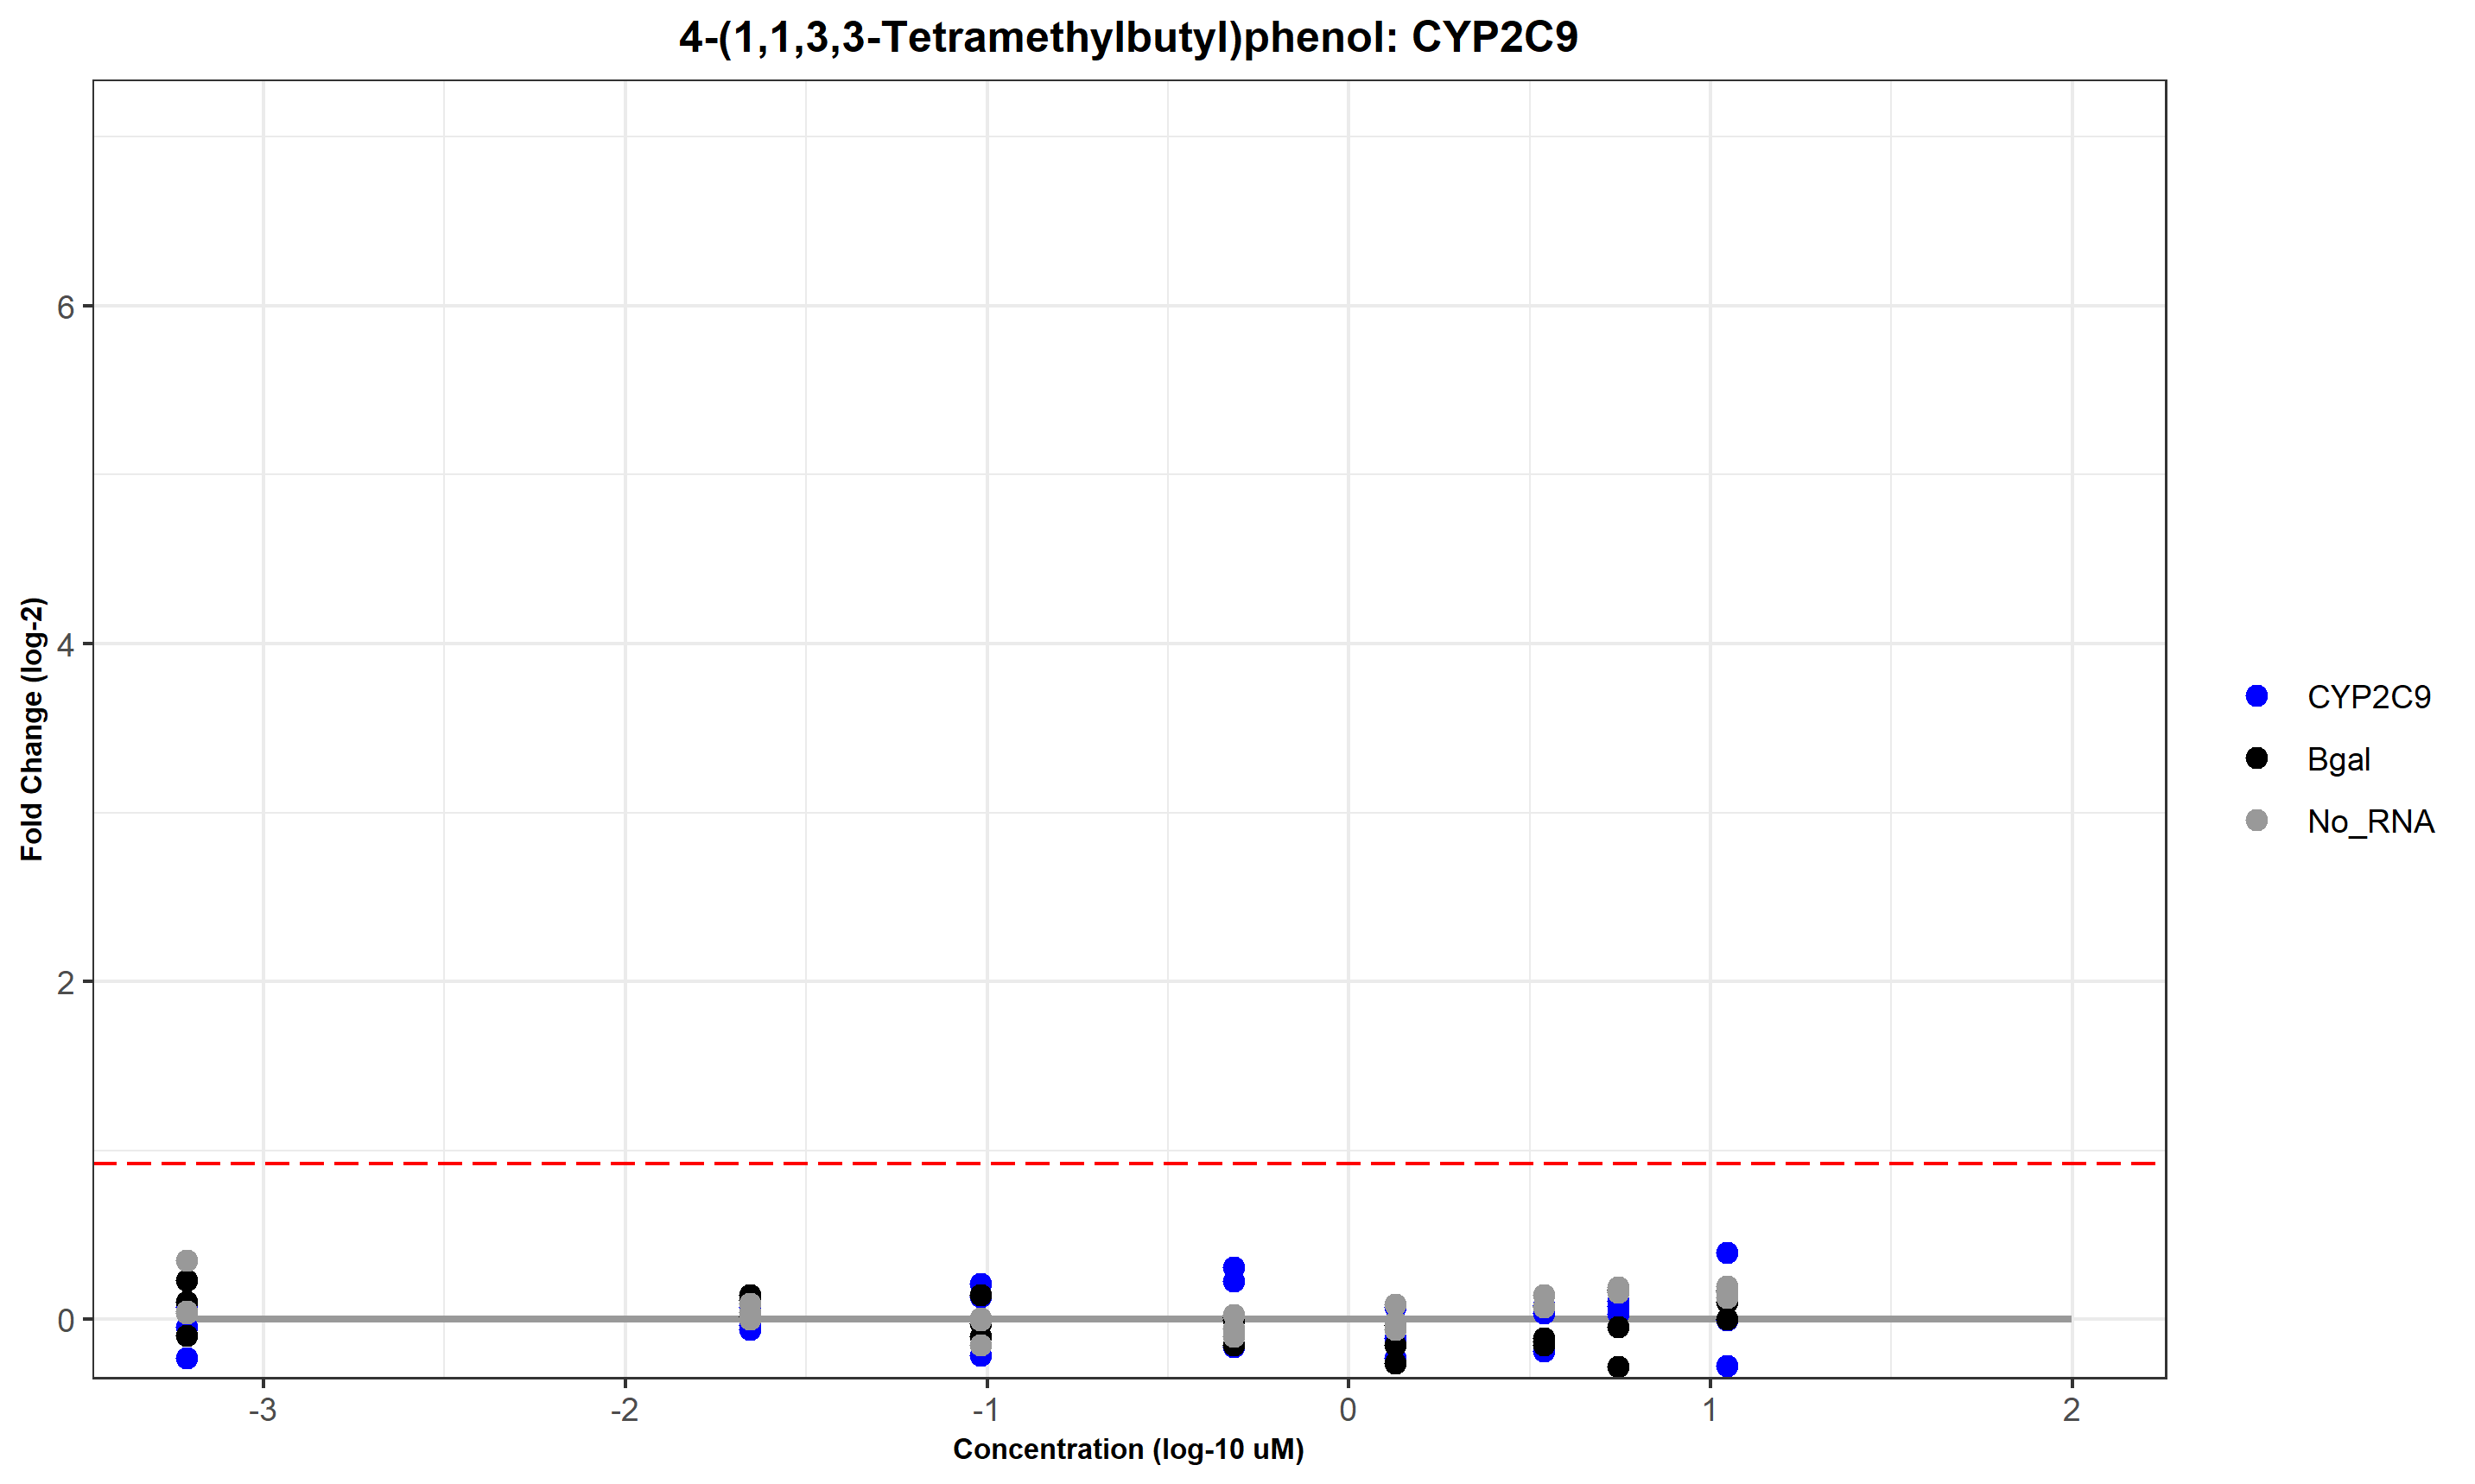 4-(1,1,3,3-Tetramethylbutyl)phenol: CYP2C9
Fold Change (log-2)
6
4
2
0
-3
-2
-1
0
1
2
Concentration (log-10 uM)
CYP2C9
Bgal
No_RNA